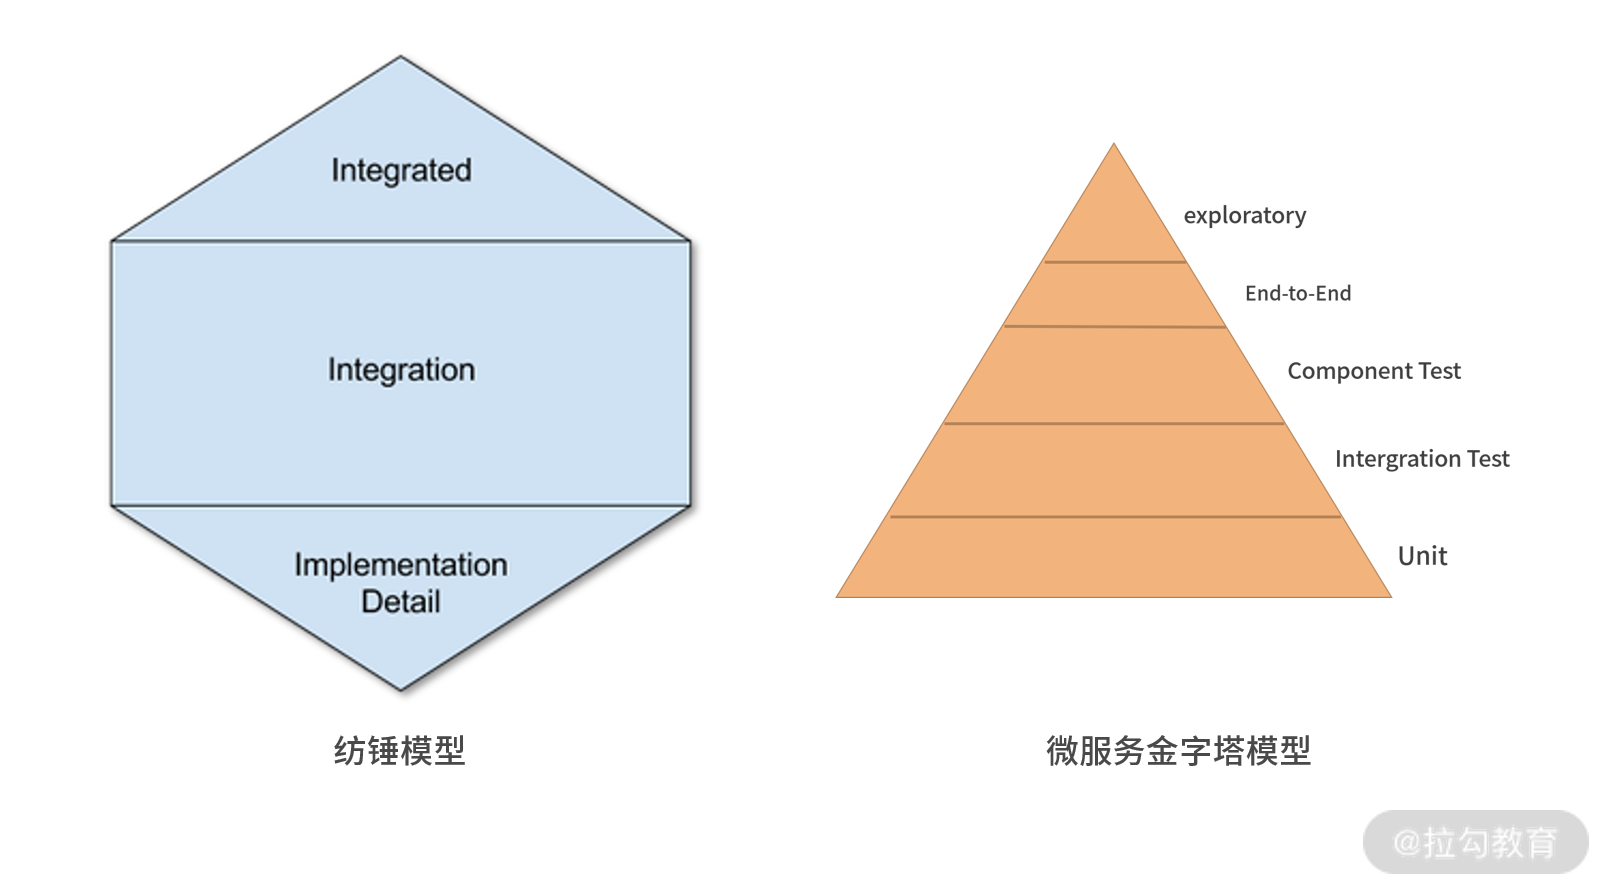 Integrated
Integration
Implementation
Detail
纺锤模型
exploratory
End-to-End
Component Test
Intergration Test
Unit
微服务金字塔模型
@拉勾教育